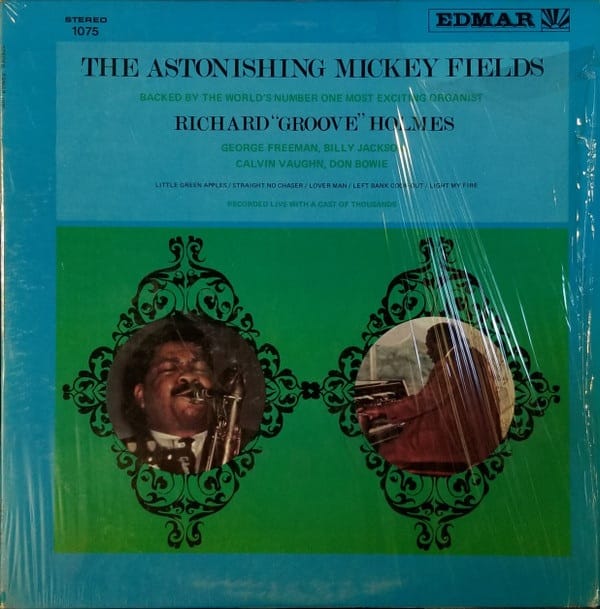 STEREO
1075
EDMAR
THE ASTONISHING MICKEY FIELDS
BACKED BY THE WORLD'S NUMBER ONE MOST EXCITING ORGANIST
RICHARD "GROOVE" HOLMES
GEORGE FREEMAN, BILLY JACKSON
CALVIN VAUGHN, DON BOWIE
LITTLE GREEN APPLES / STRAIGHT NO CHASER / LOVER MAN / LEFT BANK COOK-OUT / LIGHT MY FIRE
RECORDED LIVE WITH A CAST OF THOUSANDS